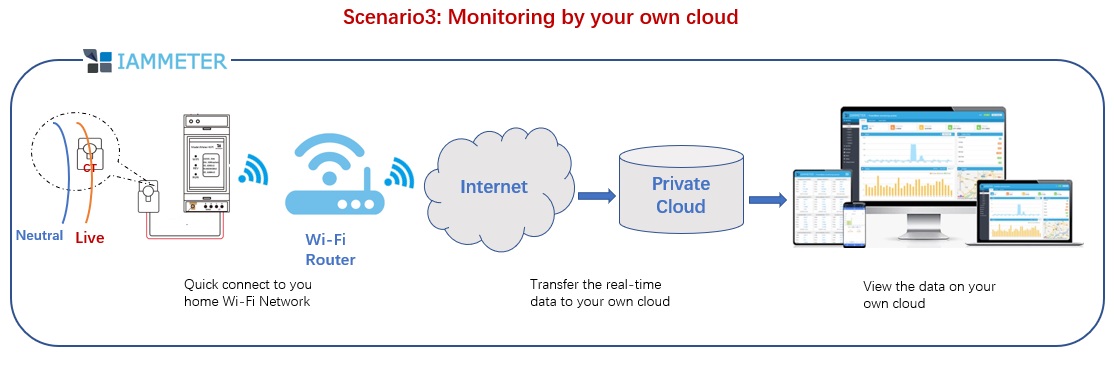 Scenario3: Monitoring by your own cloud
IAMMETER
CT
Neutral
Live
Wi-Fi
Router
Internet
Private
Cloud
Quick connect to you
home Wi-Fi Network
Transfer the real-time
data to your own cloud
View the data on your
own cloud
IAMMETER